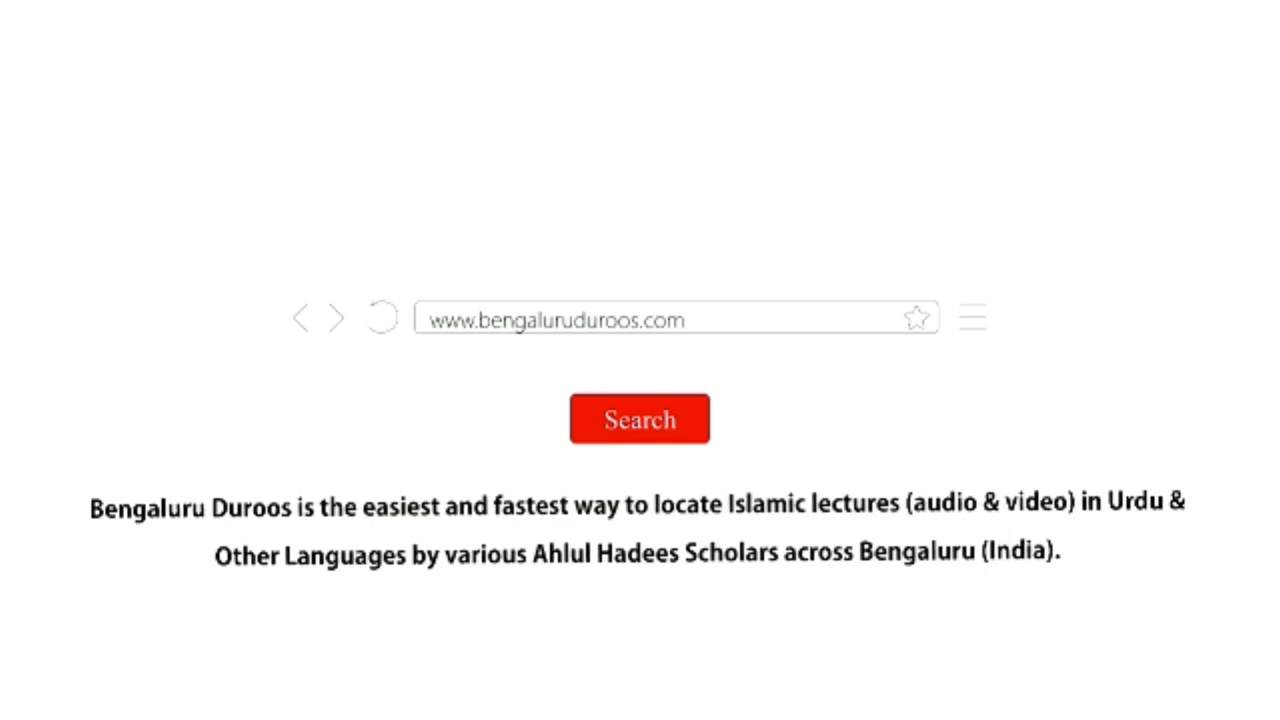 www.bengaluruduroos.com
Search
Bengaluru Duroos is the easiest and fastest way to locate Islamic lectures (audio & video) in Urdu &
Other Languages by various Ahlul Hadees Scholars across Bengaluru (India).